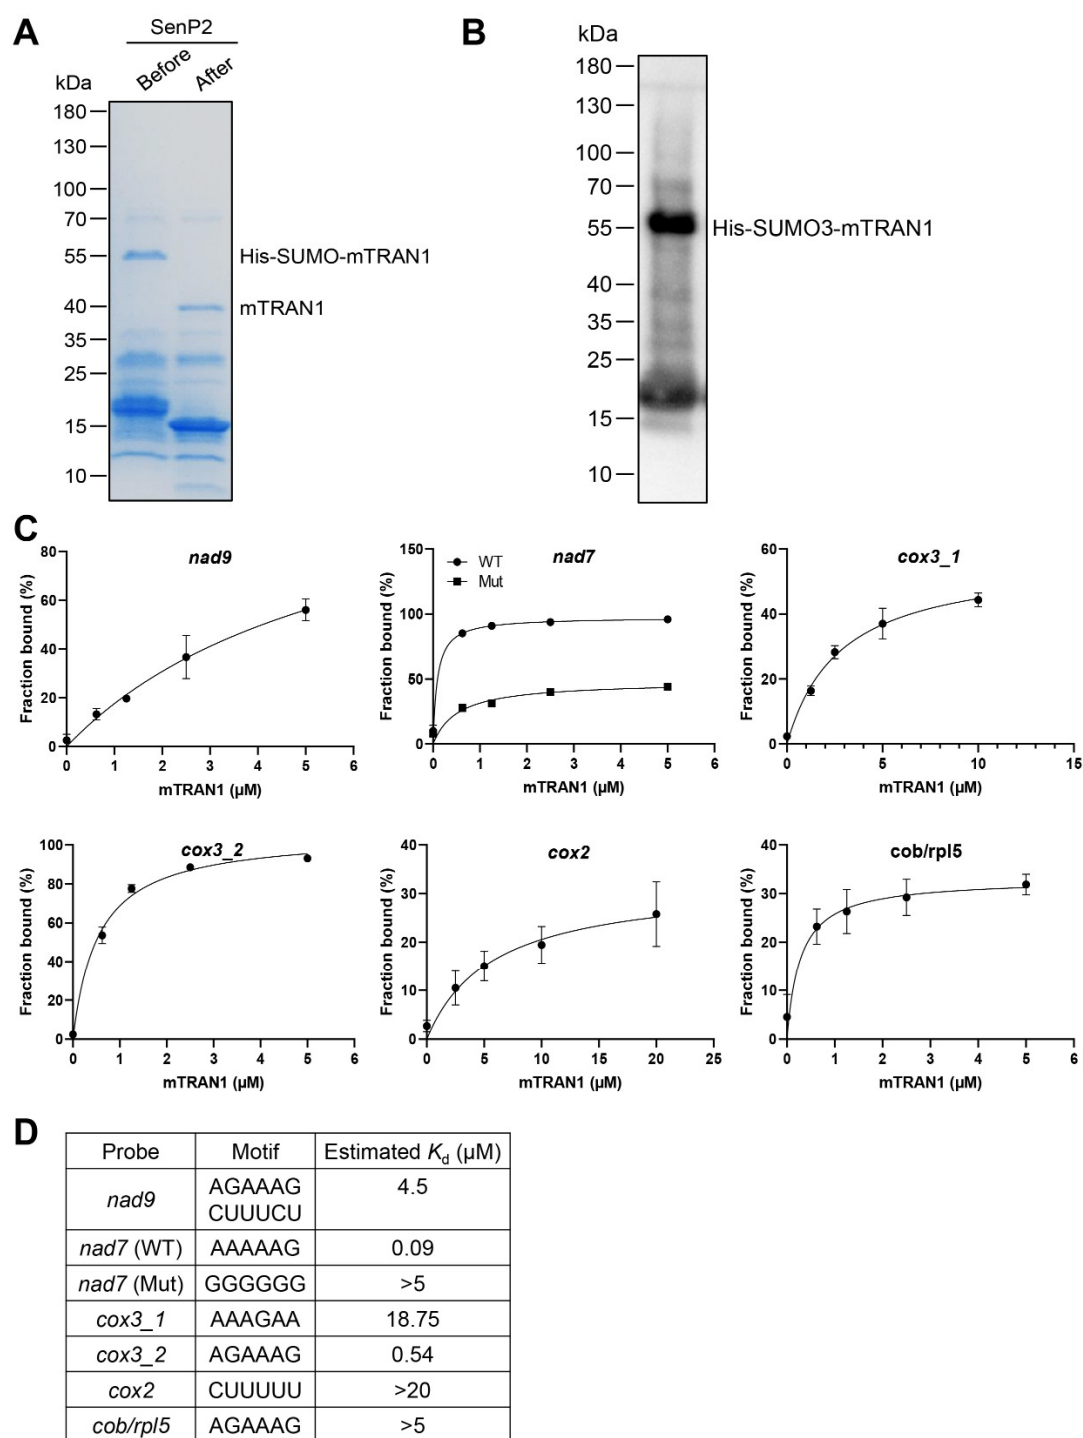 A
SenP2
Before After
kDa
180
130
100
70
55
40
35
25
15
10
His-SUMO-mTRAN1
mTRAN1
B
kDa
180
130
100
70
55
40
35
25
15
10
His-SUMO3-mTRAN1
C
nad9
Fraction bound (%)
80
60
40
20
0
0 1 2 3 4 5 6
mTRAN1 (µM)
nad7
WT
Mut
Fraction bound (%)
150
100
50
0
0 1 2 3 4 5 6
mTRAN1 (µM)
cox3_1
Fraction bound (%)
60
40
20
0
0 5 10 15
mTRAN1 (µM)
cox3_2
Fraction bound (%)
100
80
60
40
20
0
0 1 2 3 4 5 6
mTRAN1 (µM)
cox2
Fraction bound (%)
40
30
20
10
0
0 5 10 15 20 25
mTRAN1 (µM)
cob/rpl5
Fraction bound (%)
40
30
20
10
0
0 1 2 3 4 5 6
mTRAN1 (µM)
D
Probe Motif Estimated Kd (µM)
nad9 AGAAAG 4.5
CUUUCU
nad7 (WT) AAAAAG 0.09
nad7 (Mut) GGGGGG >5
cox3_1 AAAGAA 18.75
cox3_2 AGAAAG 0.54
cox2 CUUUUU >20
cob/rpl5 AGAAAG >5